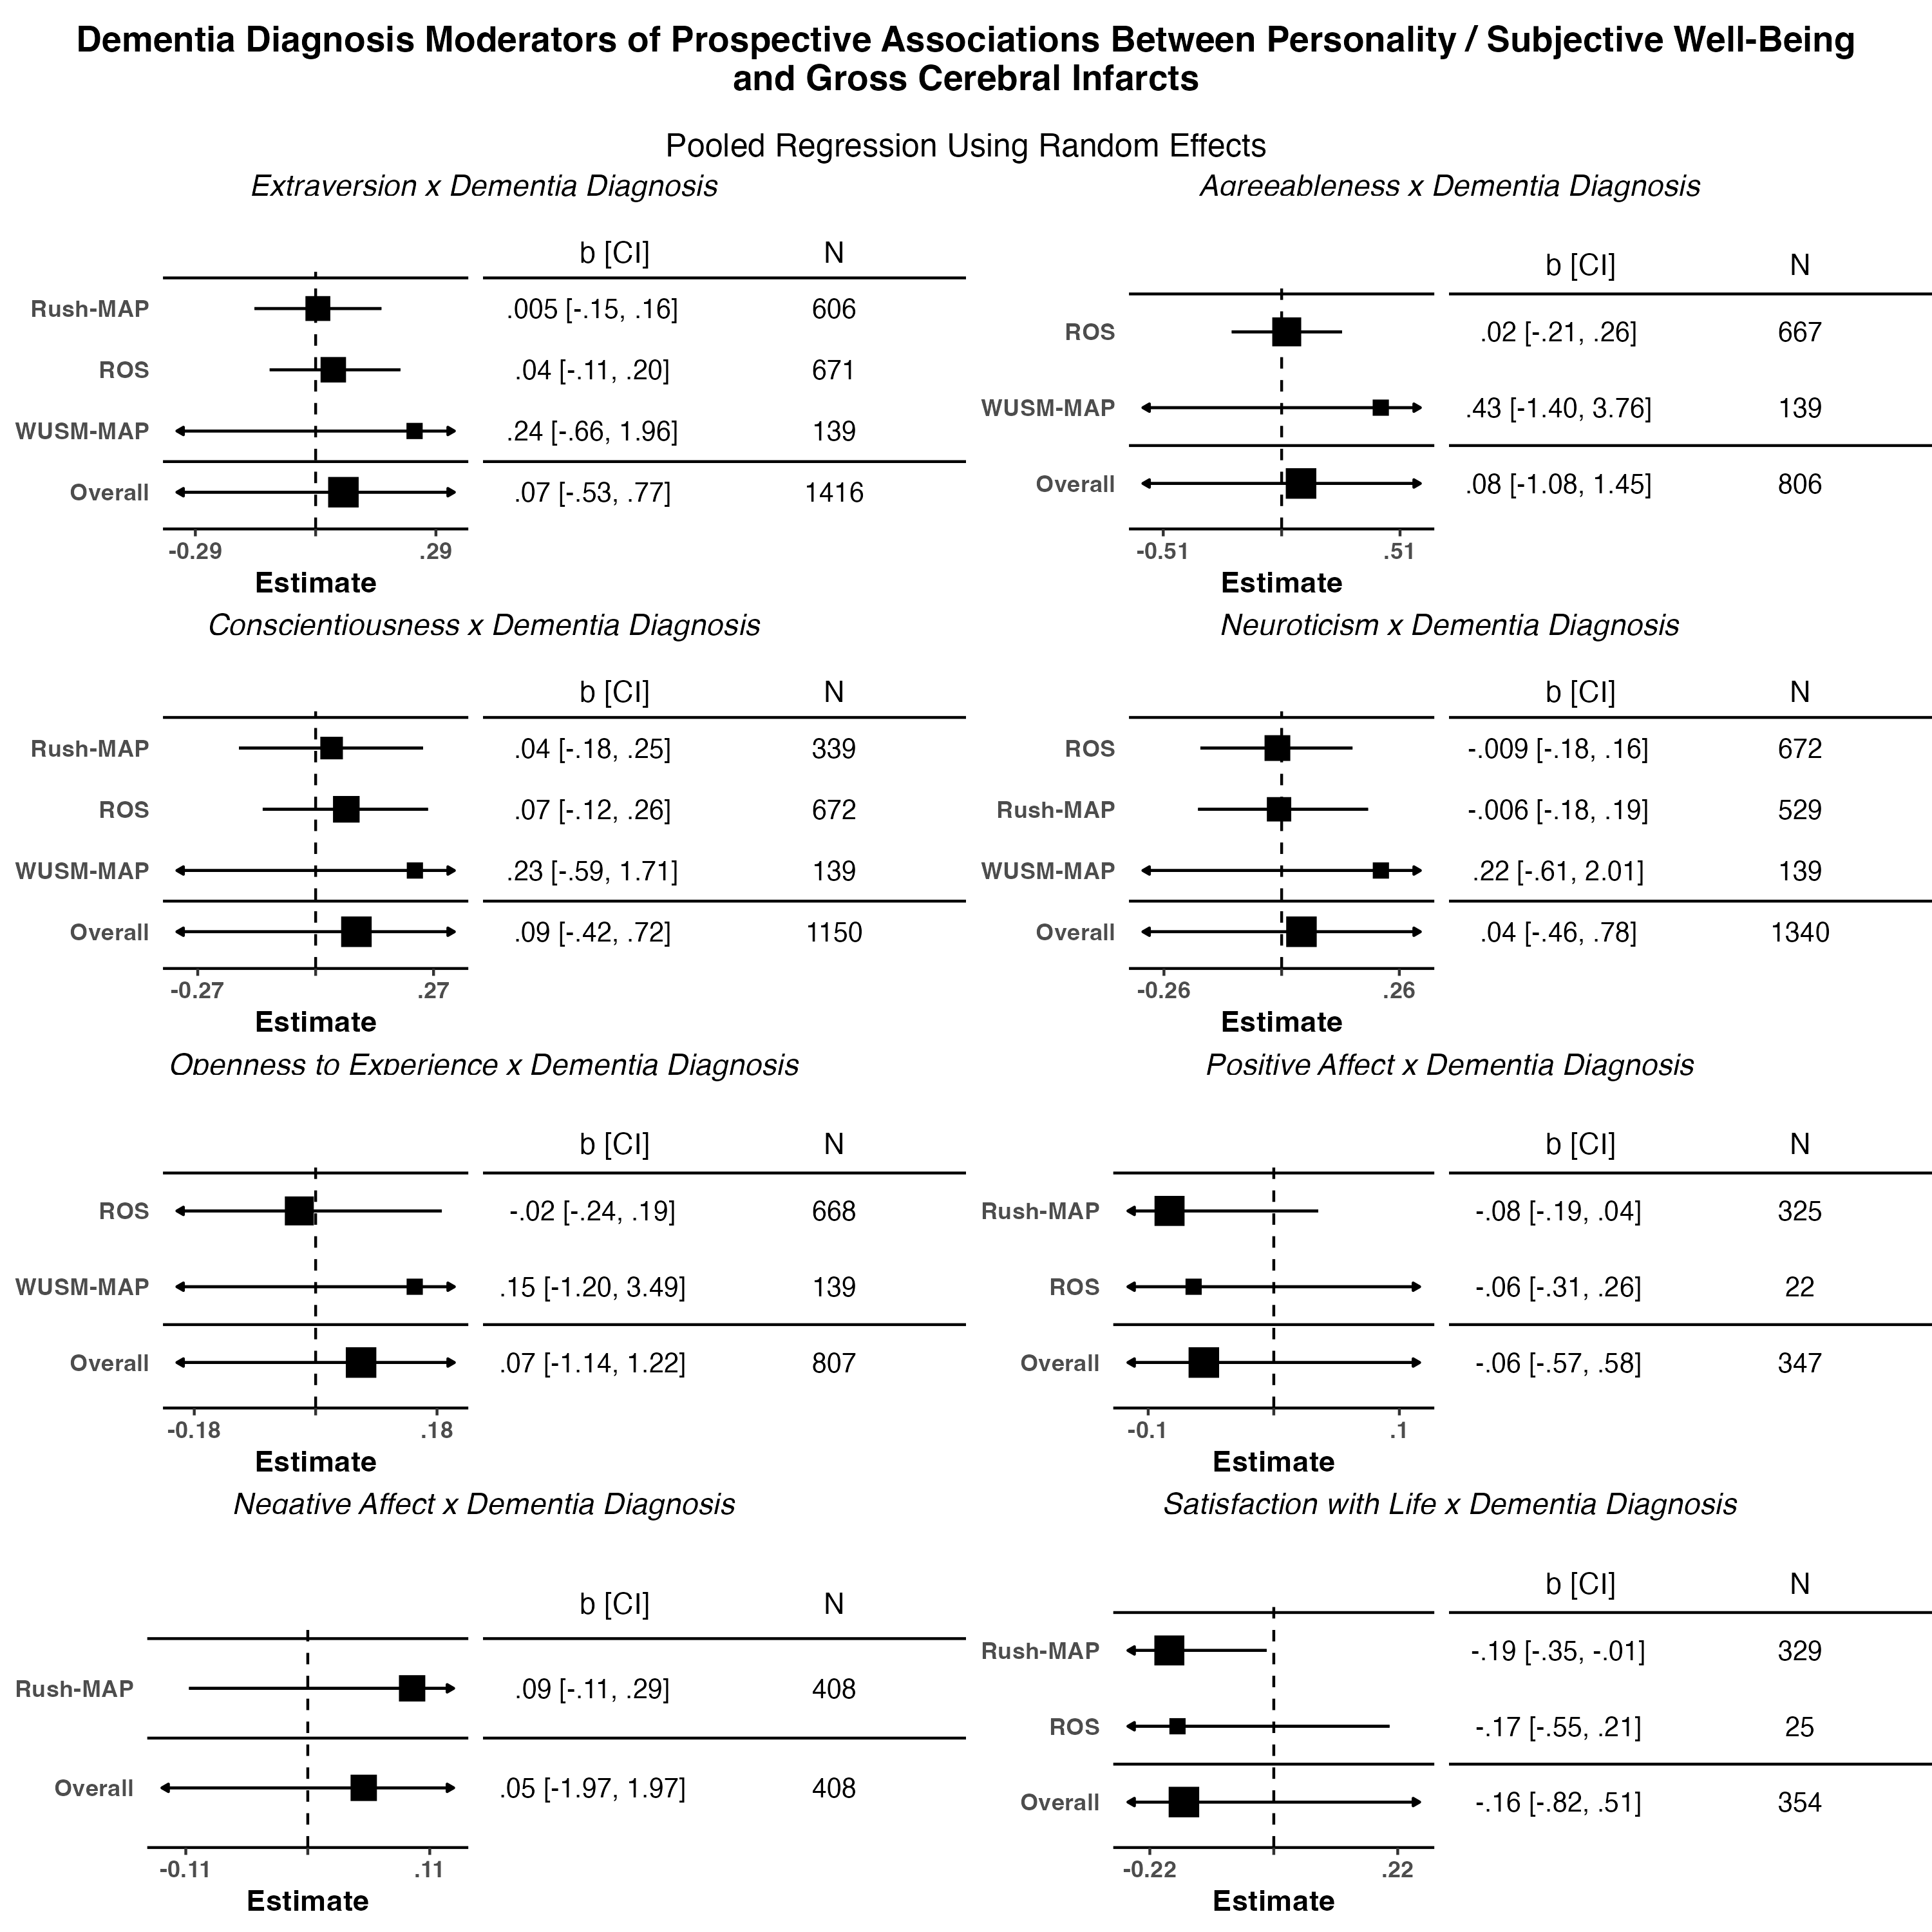 Dementia Diagnosis Moderators of Prospective Associations Between Personality / Subjective Well-Being
and Gross Cerebral Infarcts
Pooled Regression Using Random Effects
Extraversion x Dementia Diagnosis
b [CI] N
Rush-MAP .005 [-.15, .16] 606
ROS .04 [-.11, .20] 671
WUSM-MAP .24 [-.66, 1.96] 139
Overall .07 [-.53, .77] 1416
-0.29 .29
Estimate
Agreeableness x Dementia Diagnosis
b [CI] N
ROS .02 [-.21, .26] 667
WUSM-MAP .43 [-1.40, 3.76] 139
Overall .08 [-1.08, 1.45] 806
-0.51 .51
Estimate
Conscientiousness x Dementia Diagnosis
b [CI] N
Rush-MAP .04 [-.18, .25] 339
ROS .07 [-.12, .26] 672
WUSM-MAP .23 [-.59, 1.71] 139
Overall .09 [-.42, .72] 1150
-0.27 .27
Estimate
Neuroticism x Dementia Diagnosis
b [CI] N
ROS -.009 [-.18, .16] 672
Rush-MAP -.006 [-.18, .19] 529
WUSM-MAP .22 [-.61, 2.01] 139
Overall .04 [-.46, .78] 1340
-0.26 .26
Estimate
Openness to Experience x Dementia Diagnosis
b [CI] N
ROS -.02 [-.24, .19] 668
WUSM-MAP .15 [-1.20, 3.49] 139
Overall .07 [-1.14, 1.22] 807
-0.18 .18
Estimate
Positive Affect x Dementia Diagnosis
b [CI] N
Rush-MAP -.08 [-.19, .04] 325
ROS -.06 [-.31, .26] 22
Overall -.06 [-.57, .58] 347
-0.1 .1
Estimate
Negative Affect x Dementia Diagnosis
b [CI] N
Rush-MAP .09 [-.11, .29] 408
Overall .05 [-1.97, 1.97] 408
-0.11 .11
Estimate
Satisfaction with Life x Dementia Diagnosis
b [CI] N
Rush-MAP -.19 [-.35, -.01] 329
ROS -.17 [-.55, .21] 25
Overall -.16 [-.82, .51] 354
-0.22 .22
Estimate